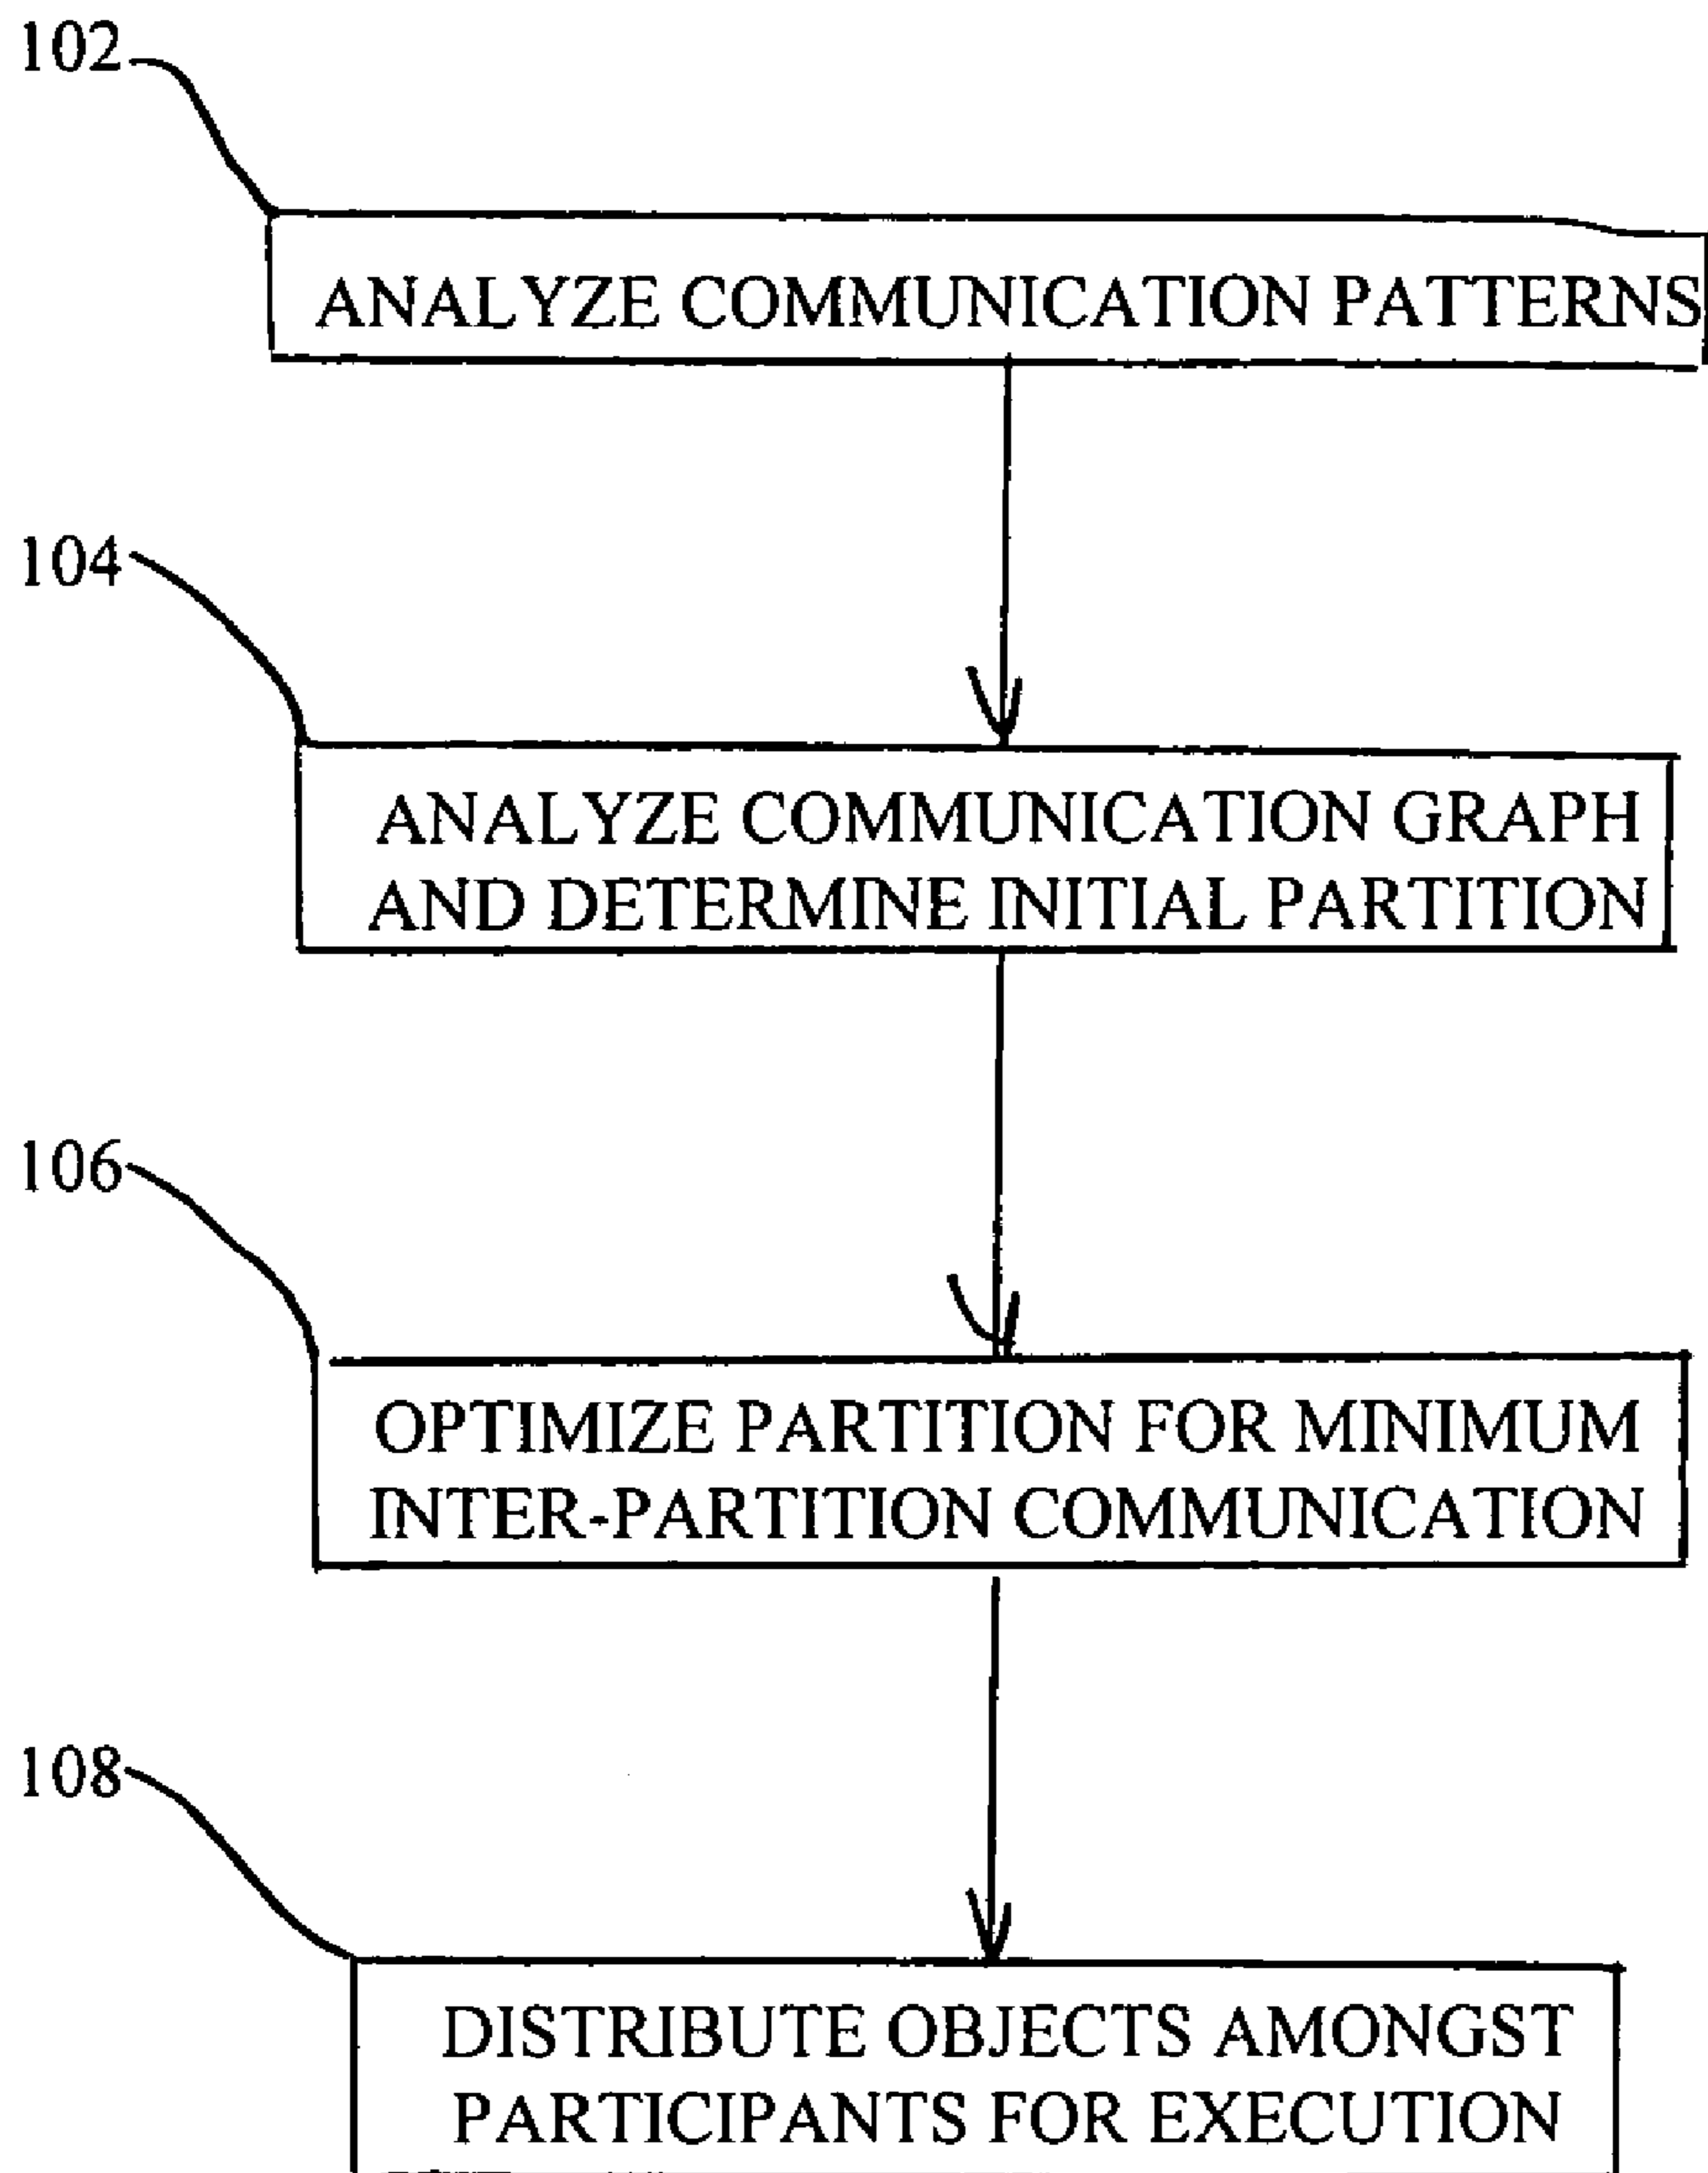 102
ANALYZE COMMUNICATION PATTERNS
104
ANALYZE COMMUNICATION GRAPH
AND DETERMINE INITIAL PARTITION
106
OPTIMIZE PARTITION FOR MINIMUM
INTER-PARTITION COMMUNICATION
108
DISTRIBUTE OBJECTS AMONGST
PARTICIPANTS FOR EXECUTION